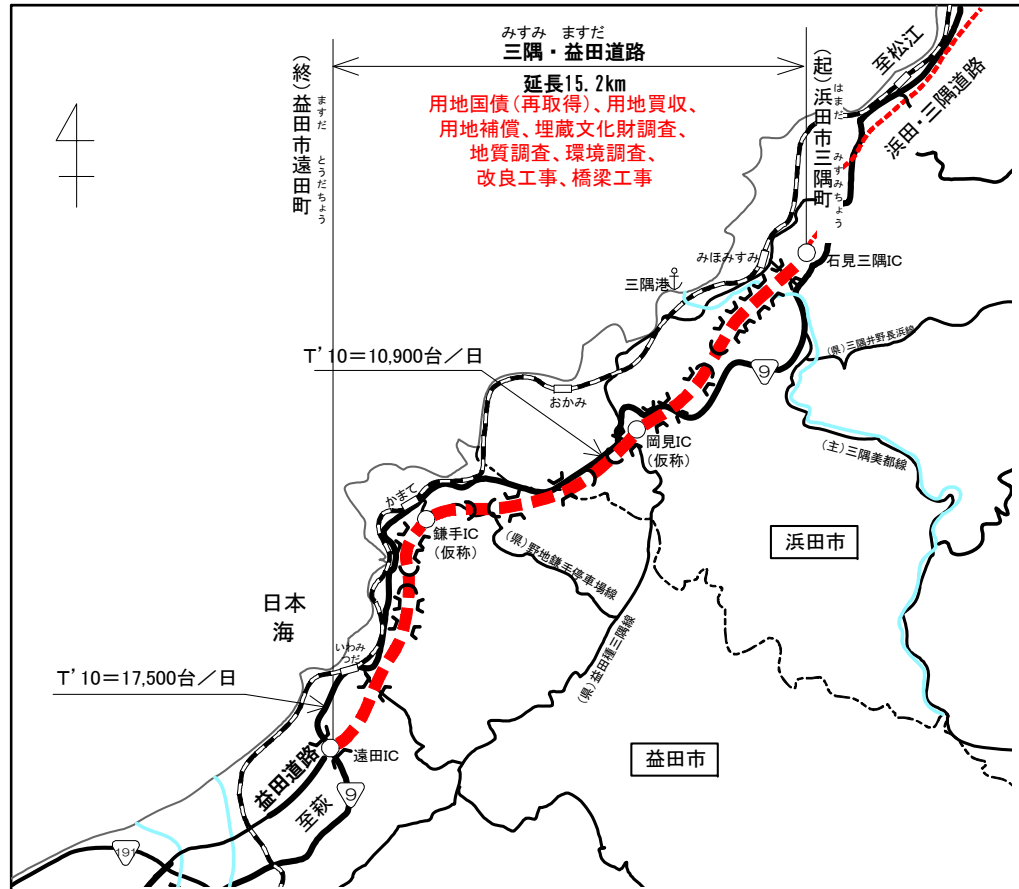 みすみ ますだ
三隅・益田道路
延長15.2km
用地国債(再取得)、用地買収、
用地補償、埋蔵文化財調査、
地質調査、環境調査、
改良工事、橋梁工事
(終)益田市遠田町
ますだ とうだちょう
(起)浜田市三隅町
はまだ みすみちょう
至松江
浜田・三隅道路
みほみすみ
石見三隅IC
三隅港
(県)三隅井野長浜線
9
T'10=10,900台/日
おかみ
岡見IC
(仮称)
(主)三隅美都線
かまて
鎌手IC
(仮称)
(県)野地鎌手停車場線
浜田市
日本
海
(県)益田種三隅線
いわみ
つだ
T'10=17,500台/日
遠田IC
益田市
益田道路
9
至萩
191